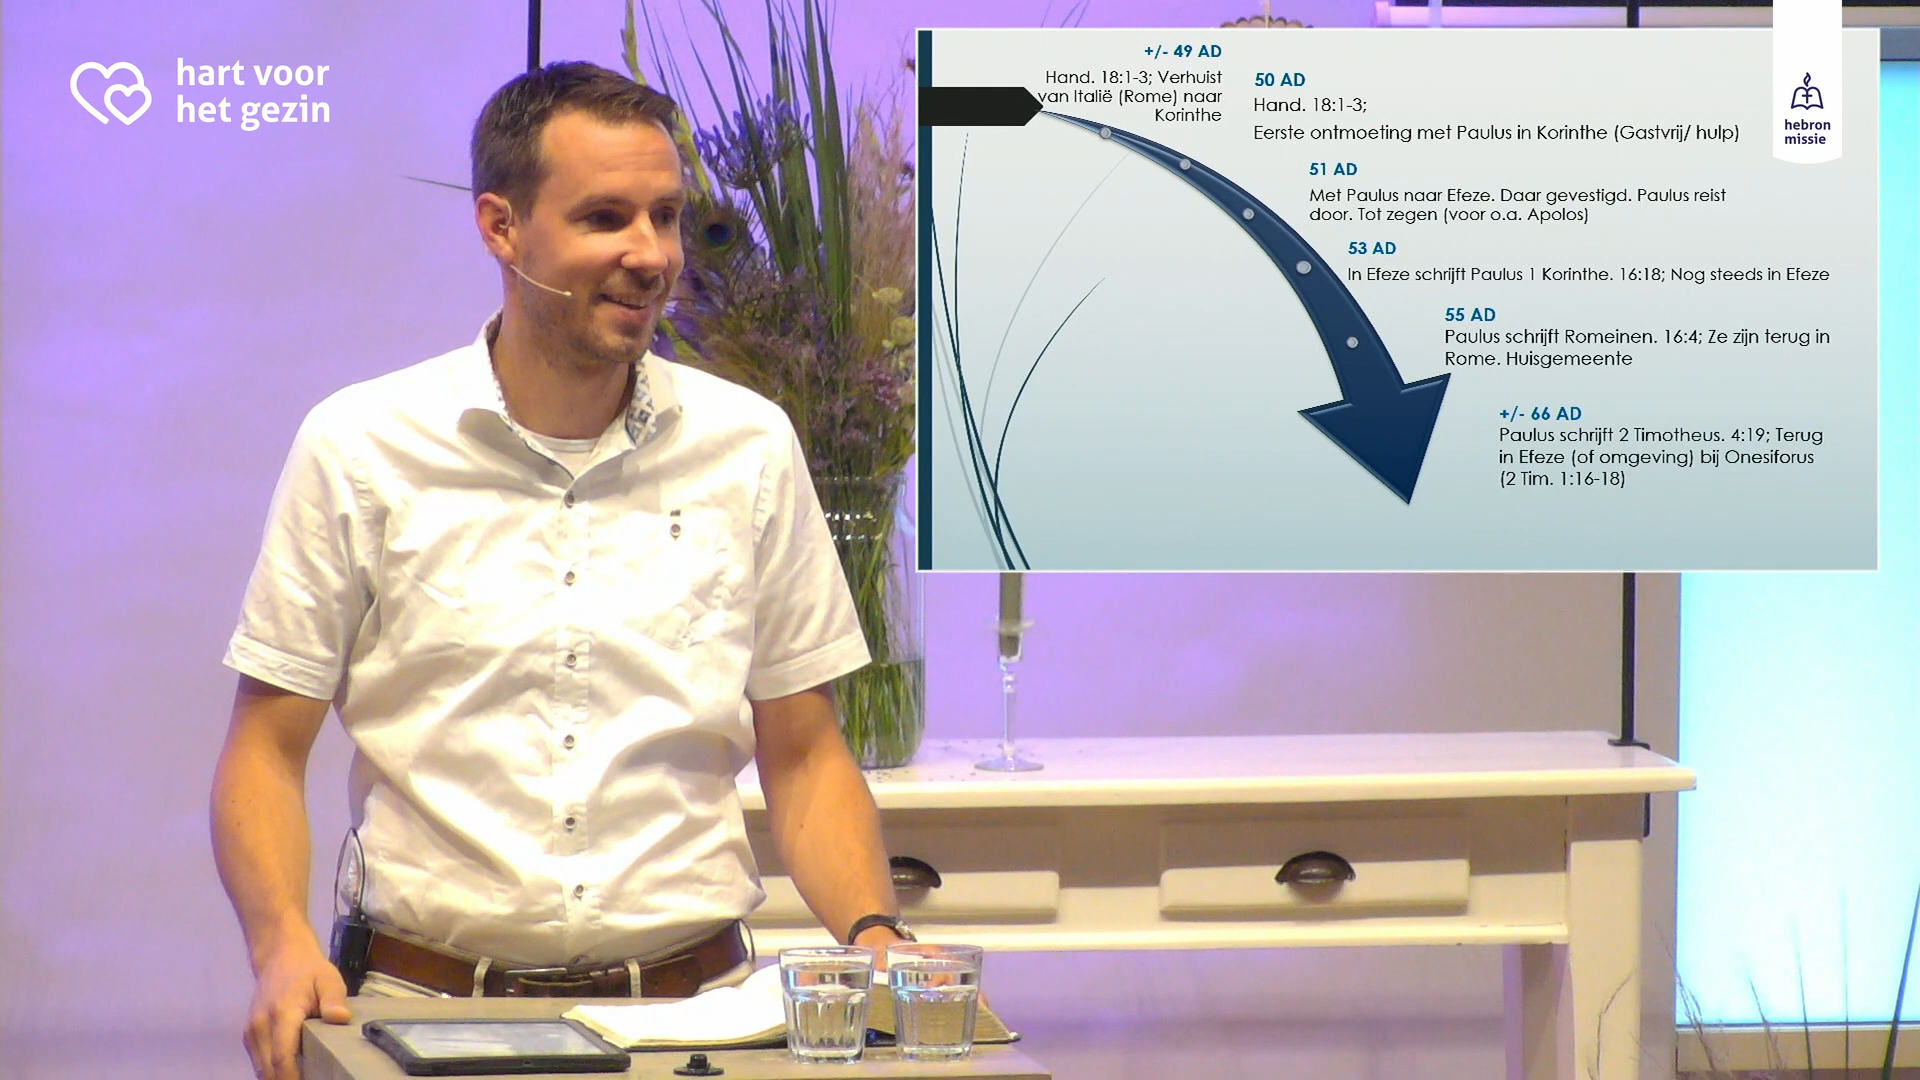 hart voor
het gezin
+/- 49 AD
Hand. 18:1-3; Verhuist
van Italië (Rome) naar
Korinthe
50 AD
Hand. 18:1-3;
Eerste ontmoeting met Paulus in Korinthe (Gastvrij/ hulp)
51 AD
Met Paulus naar Efeze. Daar gevestigd. Paulus reist
door. Tot zegen (voor o.a. Apolos)
53 AD
In Efeze schrijft Paulus 1 Korinthe. 16:18; Nog steeds in Efeze
55 AD
Paulus schrijft Romeinen. 16:4; Ze zijn terug in
Rome. Huisgemeente
+/- 66 AD
Paulus schrijft 2 Timotheus. 4:19; Terug
in Efeze (of omgeving) bij Onesiforus
(2 Tim. 1:16-18)
hebron
missie